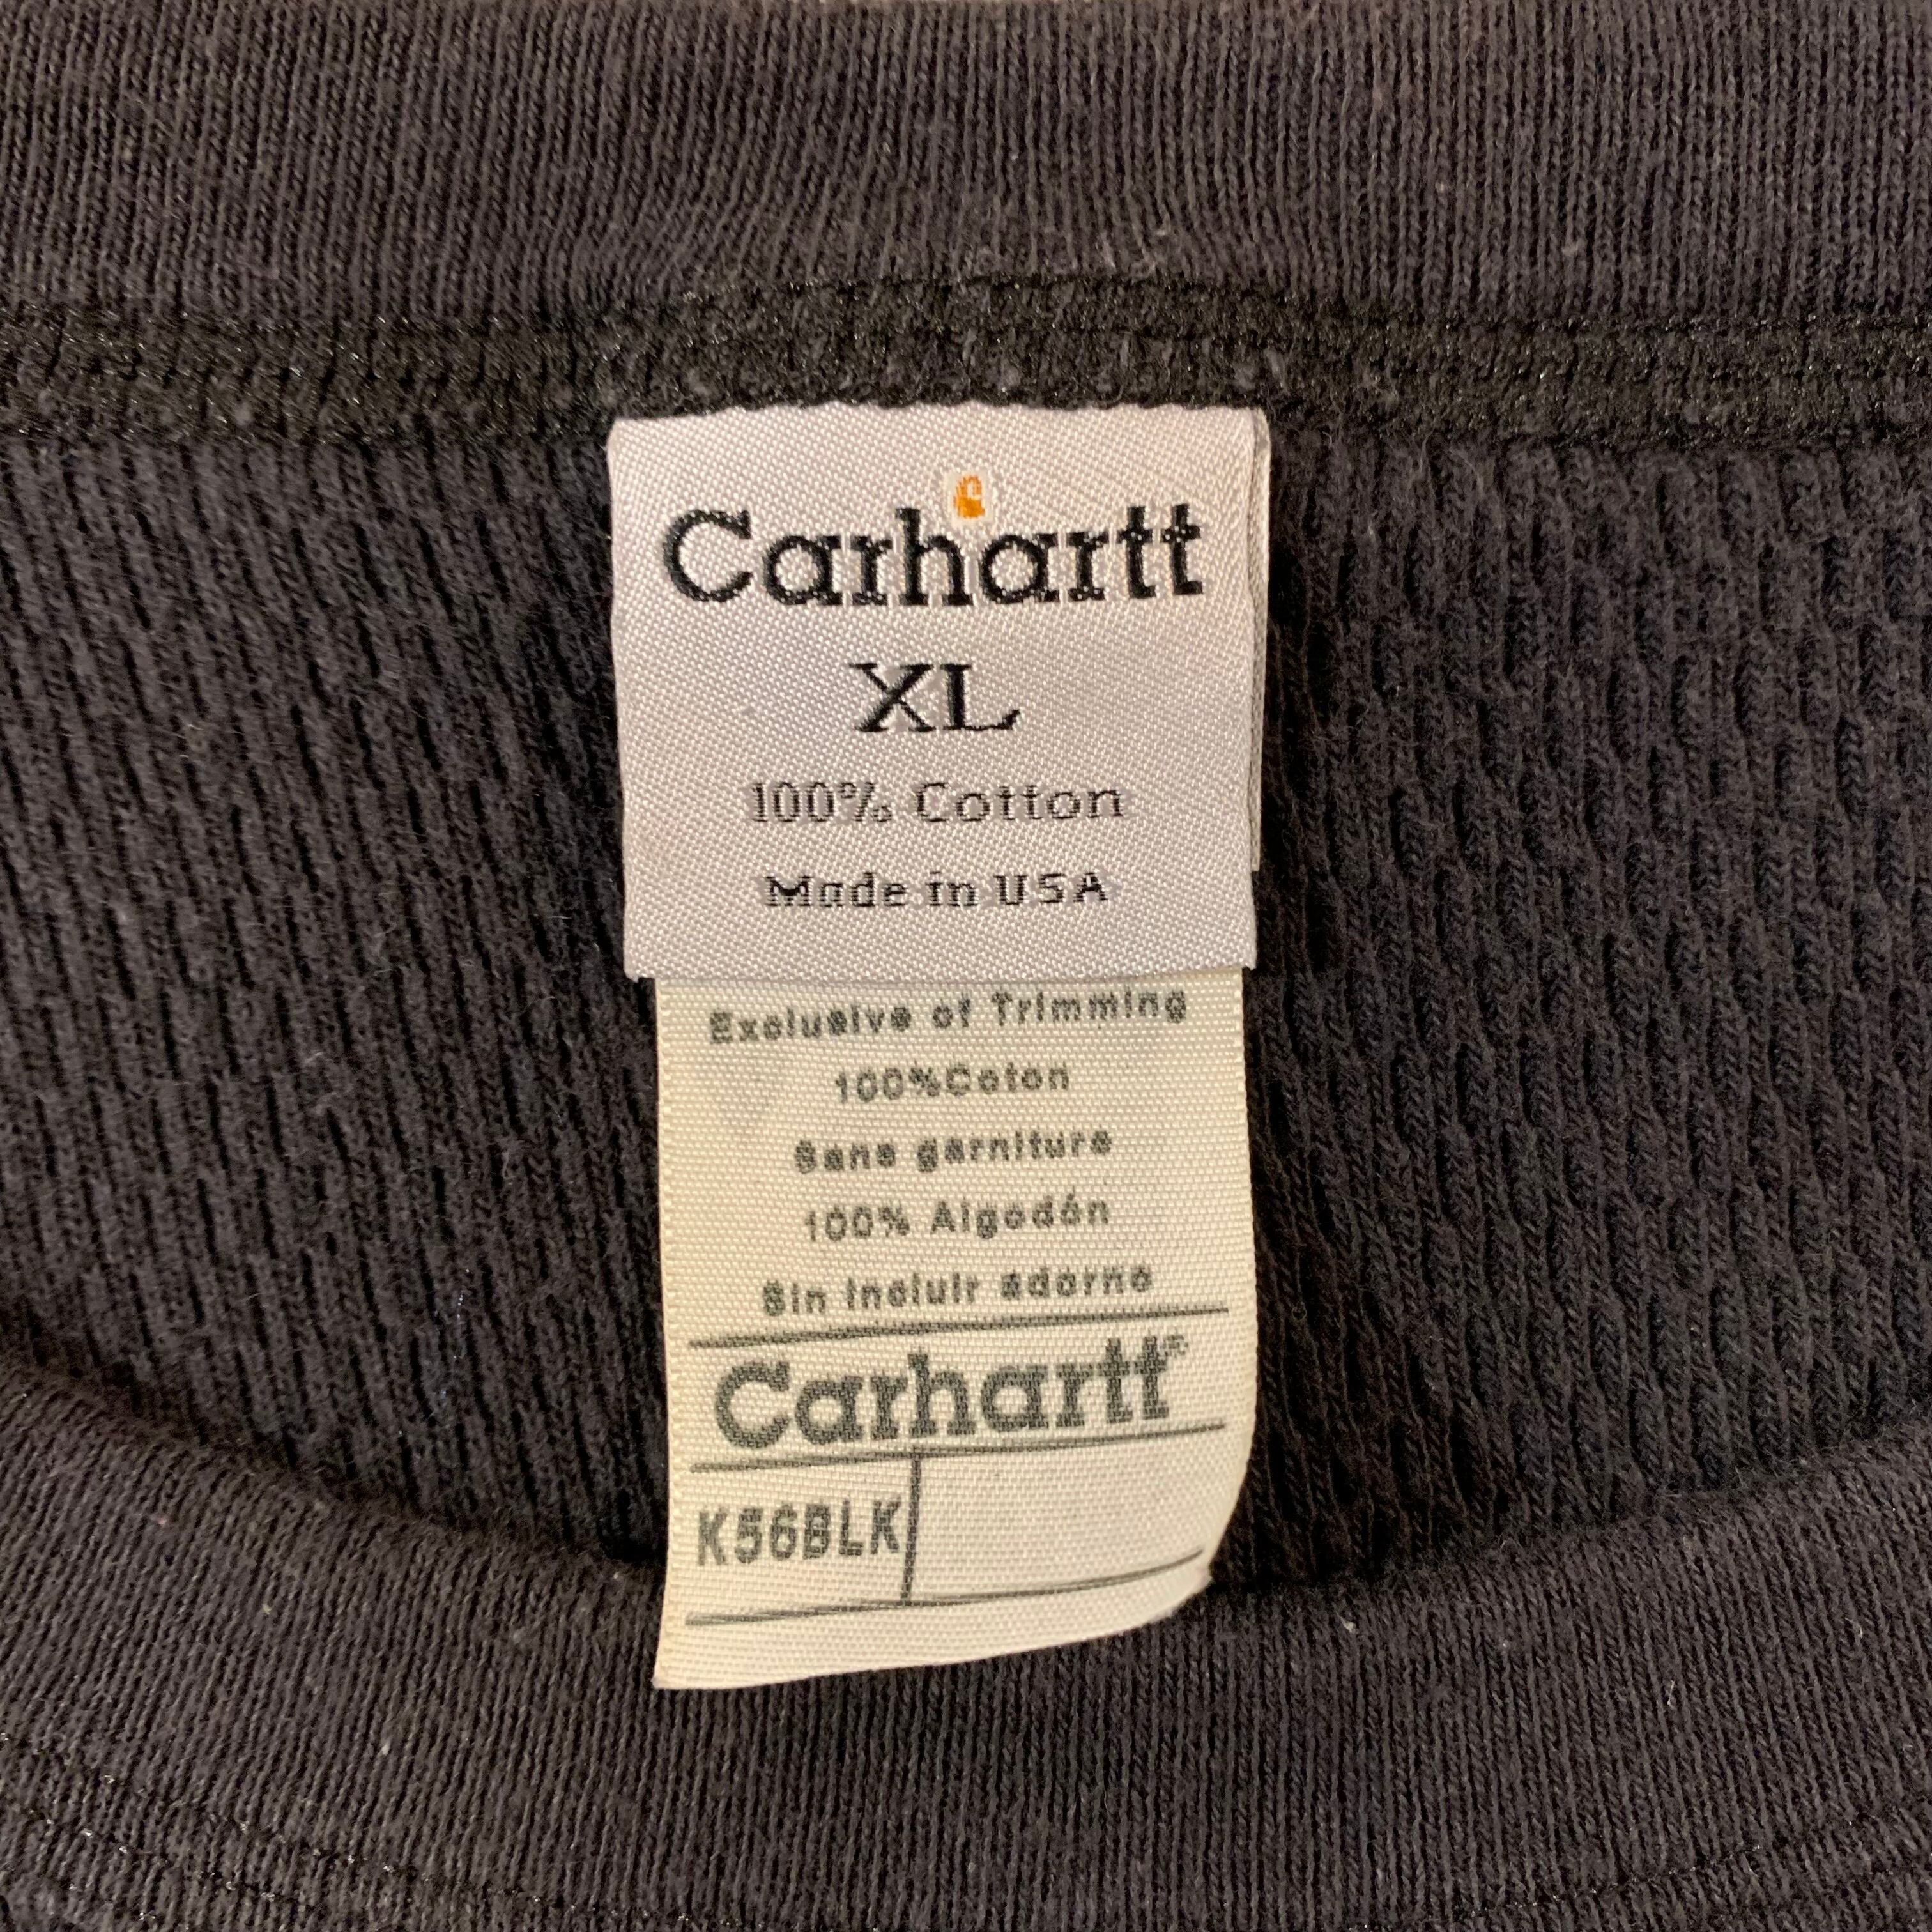 Carhartt
XL
100% Cotton
Made in USA
Exclusive of Trimming
100%Coton
Sans garniture
100% Algodón
Sin incluir adorno
Carhartt®
K56BLK